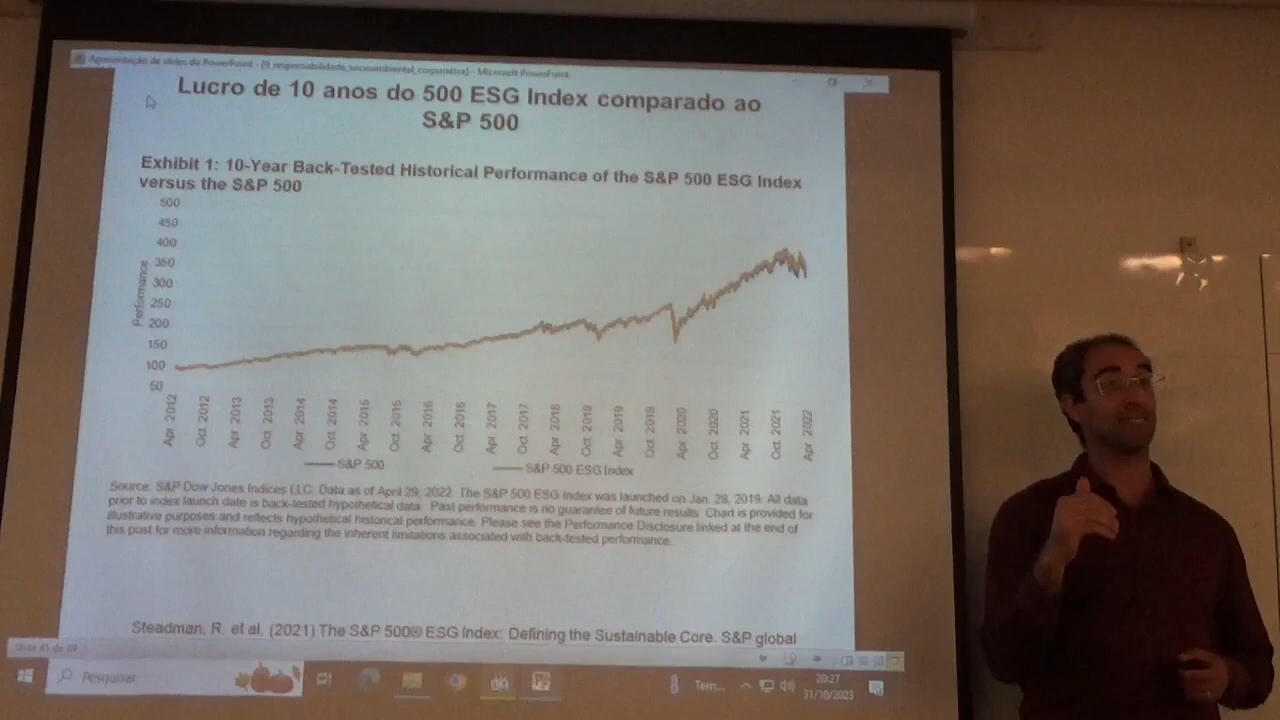 Apresentação de slides do PowerPoint - [9_responsabilidade_socioambiental_corporativa] - Microsoft PowerPoint
Lucro de 10 anos do 500 ESG Index comparado ao
S&P 500
Exhibit 1: 10-Year Back-Tested Historical Performance of the S&P 500 ESG Index
versus the S&P 500
500
450
400
350
300
250
200
150
100
50
Performance
Apr 2012
Oct 2012
Apr 2013
Oct 2013
Apr 2014
Oct 2014
Apr 2015
Oct 2015
Apr 2016
Oct 2016
Apr 2017
Oct 2017
Apr 2018
Oct 2018
Apr 2019
Oct 2019
Apr 2020
Oct 2020
Apr 2021
Oct 2021
Apr 2022
S&P 500
S&P 500 ESG Index
Source: S&P Dow Jones Indices LLC. Data as of April 29, 2022. The S&P 500 ESG Index was launched on Jan. 28, 2019. All data
prior to index launch date is back-tested hypothetical data. Past performance is no guarantee of future results. Chart is provided for
illustrative purposes and reflects hypothetical historical performance. Please see the Performance Disclosure linked at the end of
this post for more information regarding the inherent limitations associated with back-tested performance.
Steadman, R. et al. (2021) The S&P 500® ESG Index: Defining the Sustainable Core. S&P global
Pesquisar
Tem...
20:27
31/10/2023